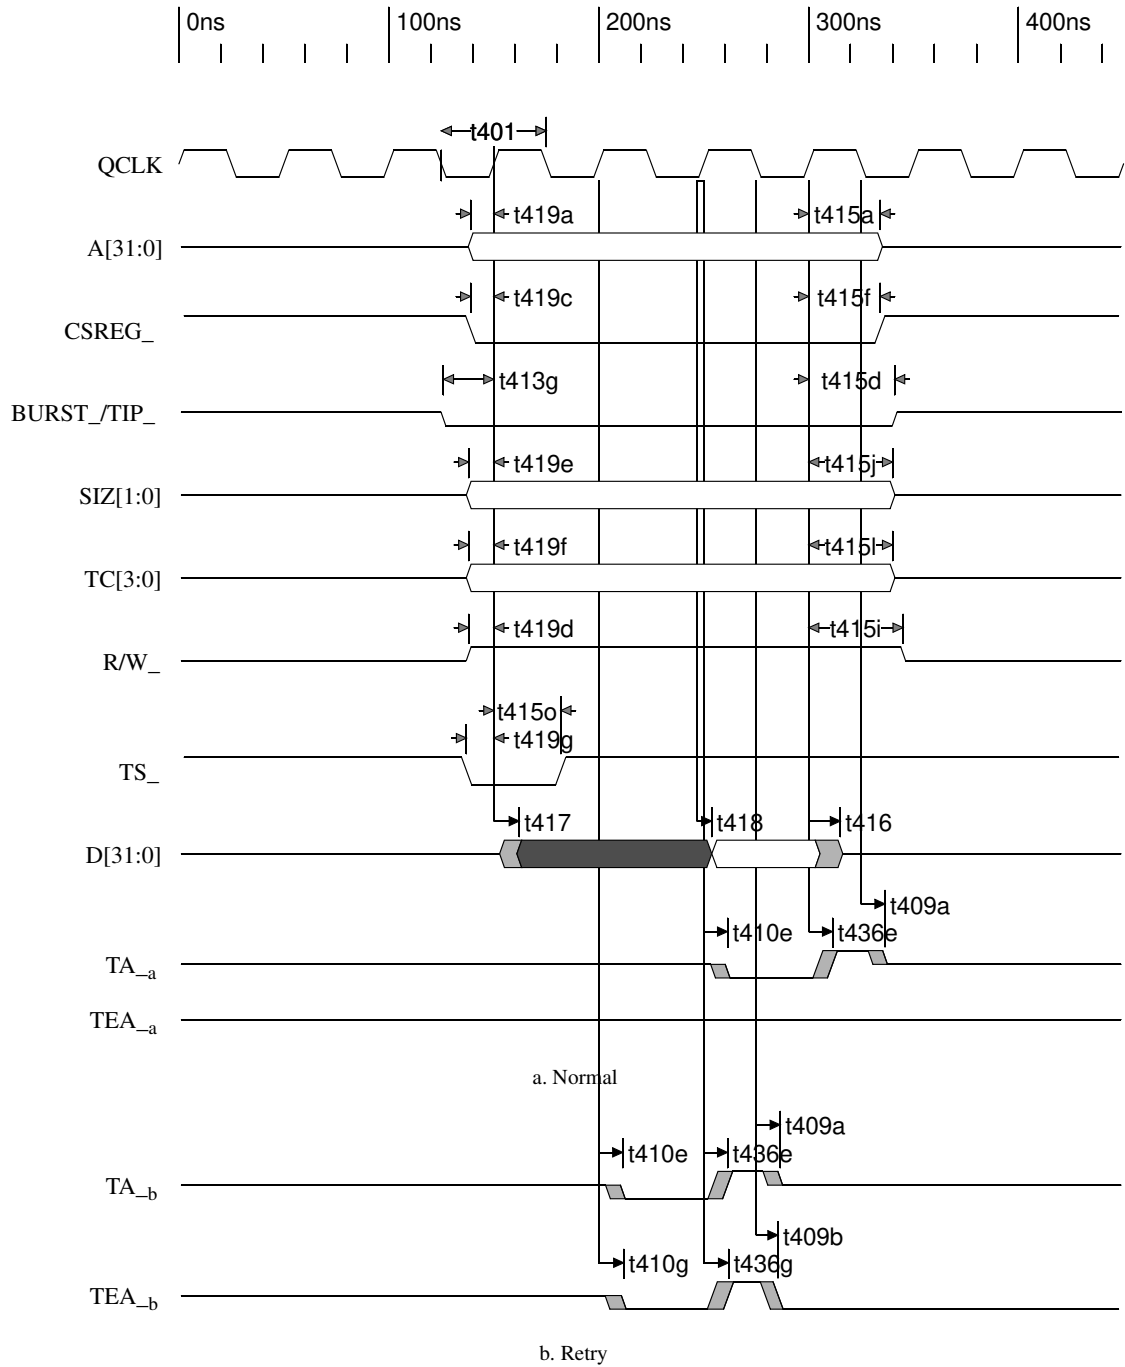 0ns 100ns 200ns 300ns 400ns
t401
QCLK
t419a t415a
A[31:0]
t419c t415f
CSREG_
t413g t415d
BURST_/TIP_
t419e t415j
SIZ[1:0]
t419f t415l
TC[3:0]
t419d t415i
R/W_
t415o
t419g
TS_
t417 t418 t416
D[31:0]
t409a
t410e t436e
TA_a
TEA_a
a. Normal
t409a
t410e t436e
TA_b
t409b
t410g t436g
TEA_b
b. Retry